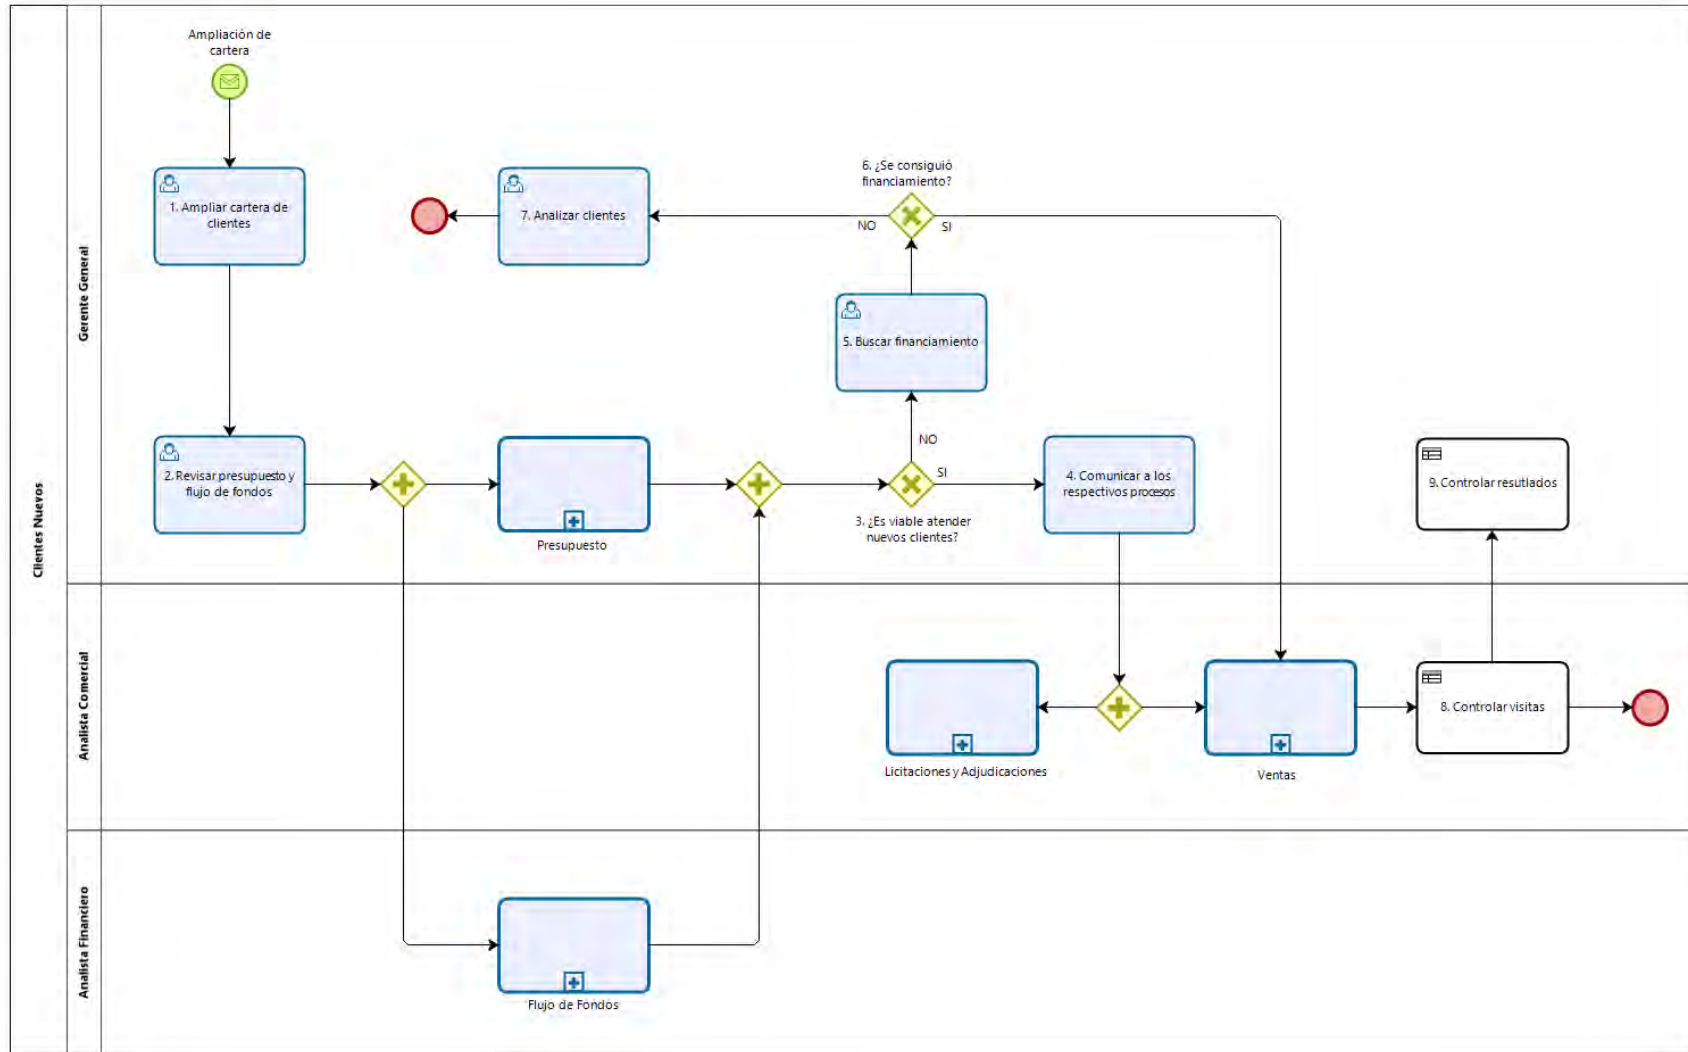 Clientes Nuevos
Gerente General
Ampliación de
cartera
1. Ampliar cartera de
clientes
7. Analizar clientes
6. ¿Se consiguió
financiamiento?
NO
SI
5. Buscar financiamiento
NO
2. Revisar presupuesto y
flujo de fondos
Presupuesto
SI
3. ¿Es viable atender
nuevos clientes?
4. Comunicar a los
respectivos procesos
9. Controlar resutlados
Analista Comercial
Licitaciones y Adjudicaciones
Ventas
8. Controlar visitas
Analista Financiero
Flujo de Fondos